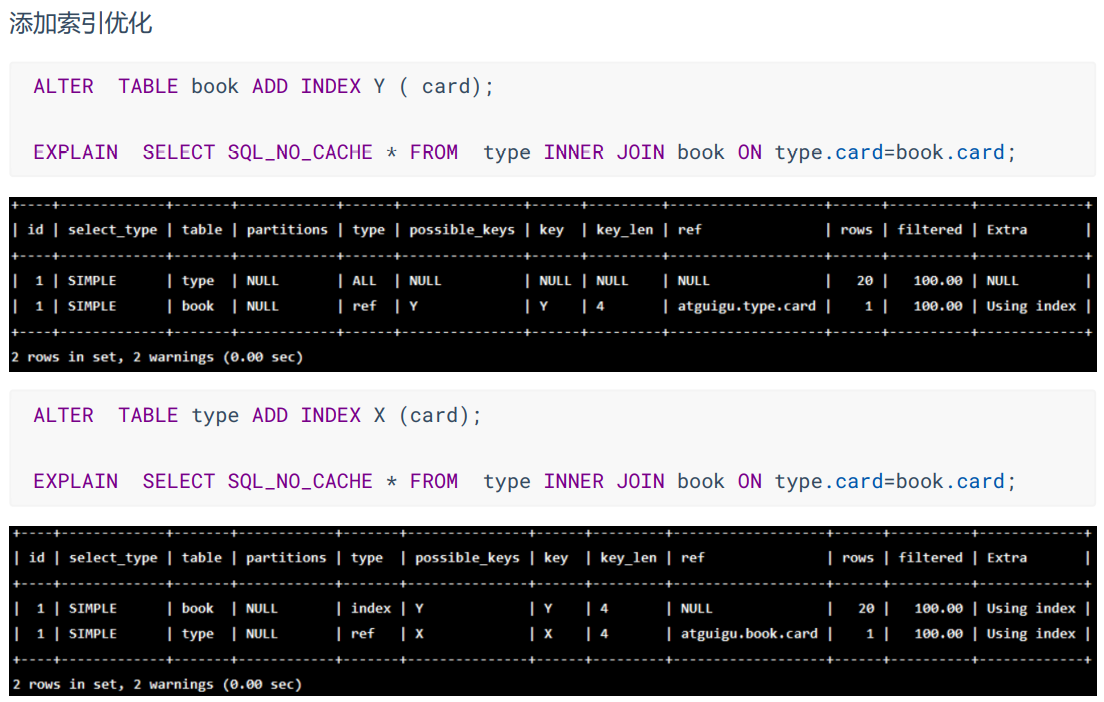 添加索引优化
ALTER  TABLE book ADD INDEX Y ( card);
EXPLAIN  SELECT SQL_NO_CACHE * FROM  type INNER JOIN book ON type.card=book.card;
+----+-------------+-------+------------+------+---------------+------+---------+-------------------+------+----------+-------------+
| id | select_type | table | partitions | type | possible_keys | key  | key_len | ref               | rows | filtered | Extra       |
+----+-------------+-------+------------+------+---------------+------+---------+-------------------+------+----------+-------------+
|  1 | SIMPLE      | type  | NULL       | ALL  | NULL          | NULL | NULL    | NULL              |   20 |   100.00 | NULL        |
|  1 | SIMPLE      | book  | NULL       | ref  | Y             | Y    | 4       | atguigu.type.card |    1 |   100.00 | Using index |
+----+-------------+-------+------------+------+---------------+------+---------+-------------------+------+----------+-------------+
2 rows in set, 2 warnings (0.00 sec)
ALTER  TABLE type ADD INDEX X (card);
EXPLAIN  SELECT SQL_NO_CACHE * FROM  type INNER JOIN book ON type.card=book.card;
+----+-------------+-------+------------+-------+---------------+------+---------+-------------------+------+----------+-------------+
| id | select_type | table | partitions | type  | possible_keys | key  | key_len | ref               | rows | filtered | Extra       |
+----+-------------+-------+------------+-------+---------------+------+---------+-------------------+------+----------+-------------+
|  1 | SIMPLE      | book  | NULL       | index | Y             | Y    | 4       | NULL              |   20 |   100.00 | Using index |
|  1 | SIMPLE      | type  | NULL       | ref   | X             | X    | 4       | atguigu.book.card |    1 |   100.00 | Using index |
+----+-------------+-------+------------+-------+---------------+------+---------+-------------------+------+----------+-------------+
2 rows in set, 2 warnings (0.00 sec)